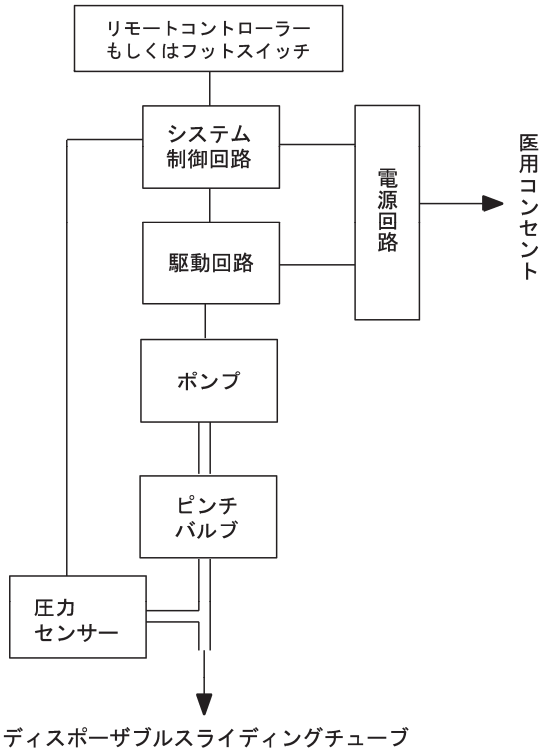 リモートコントローラー
もしくはフットスイッチ
システム
制御回路
電源回路
医用コンセント
駆動回路
ポンプ
ピンチ
バルブ
圧力
センサー
ディスポーザブルスライディングチューブ